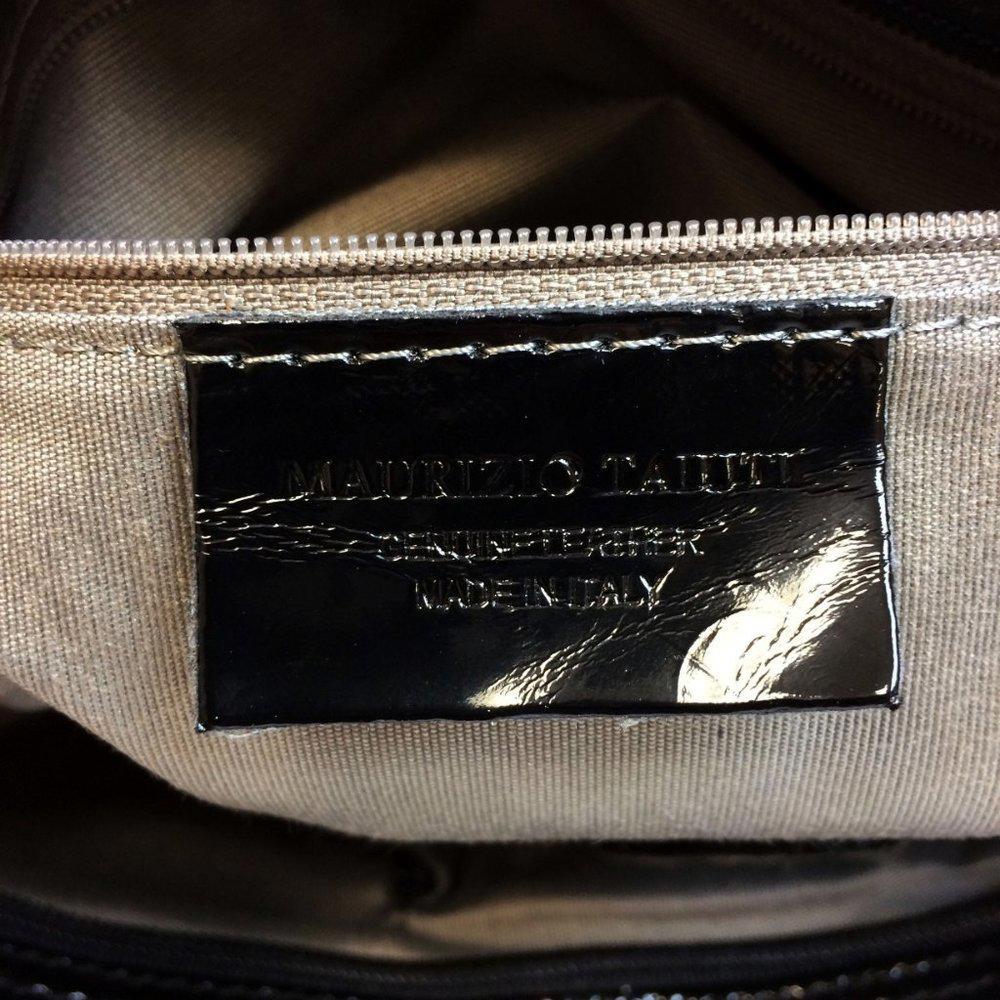 MAURIZIO TAIUTI
GENUINE LEATHER
MADE IN ITALY